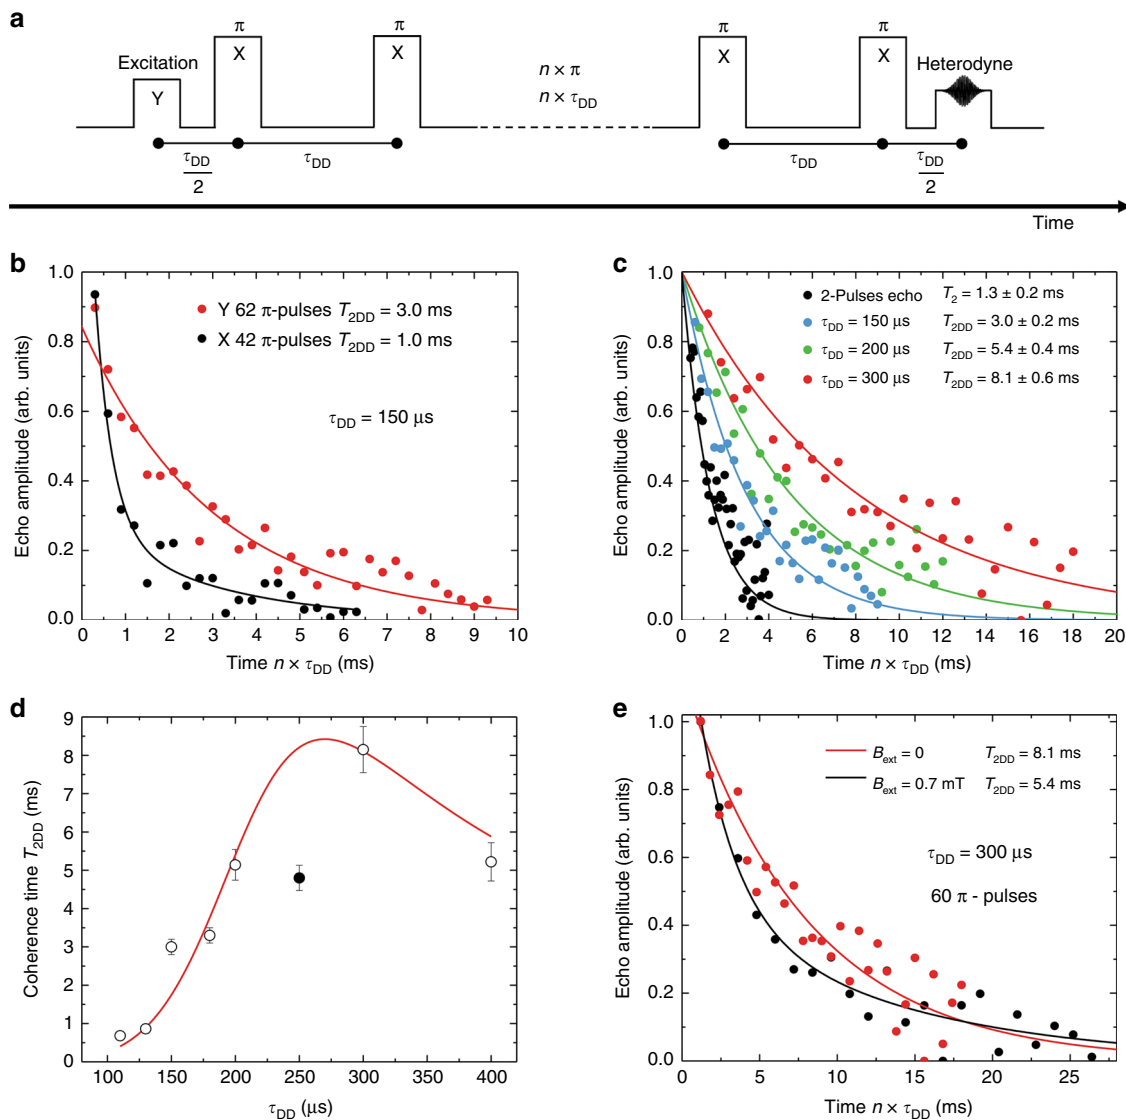 a
π π π π
Excitation X X n × π X X Heterodyne
Y n × τDD
τDD/2 τDD τDD τDD/2
Time
b
Echo amplitude (arb. units)
1.0
0.8
0.6
0.4
0.2
0.0
Y 62 π-pulses T2DD = 3.0 ms
X 42 π-pulses T2DD = 1.0 ms
τDD = 150 µs
0 1 2 3 4 5 6 7 8 9 10
Time n × τDD (ms)
c
Echo amplitude (arb. units)
1.0
0.8
0.6
0.4
0.2
0.0
2-Pulses echo T2 = 1.3 ± 0.2 ms
τDD = 150 µs T2DD = 3.0 ± 0.2 ms
τDD = 200 µs T2DD = 5.4 ± 0.4 ms
τDD = 300 µs T2DD = 8.1 ± 0.6 ms
0 2 4 6 8 10 12 14 16 18 20
Time n × τDD (ms)
d
Coherence time T2DD (ms)
9
8
7
6
5
4
3
2
1
0
100 150 200 250 300 350 400
τDD (µs)
e
Echo amplitude (arb. units)
1.0
0.8
0.6
0.4
0.2
0.0
Bext = 0 T2DD = 8.1 ms
Bext = 0.7 mT T2DD = 5.4 ms
τDD = 300 µs
60 π - pulses
0 5 10 15 20 25
Time n × τDD (ms)